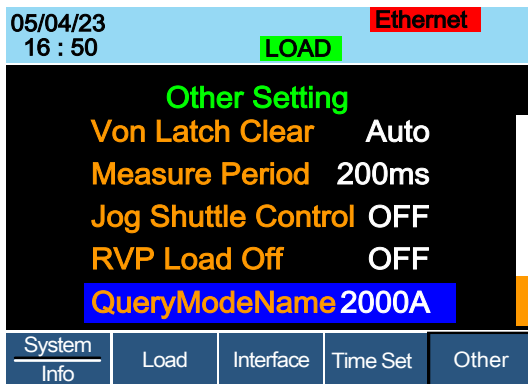 05/04/23 Ethernet
16 : 50 LOAD
Other Setting
Von Latch Clear Auto
Measure Period 200ms
Jog Shuttle Control OFF
RVP Load Off OFF
QueryModeName 2000A
System
Info Load Interface Time Set Other